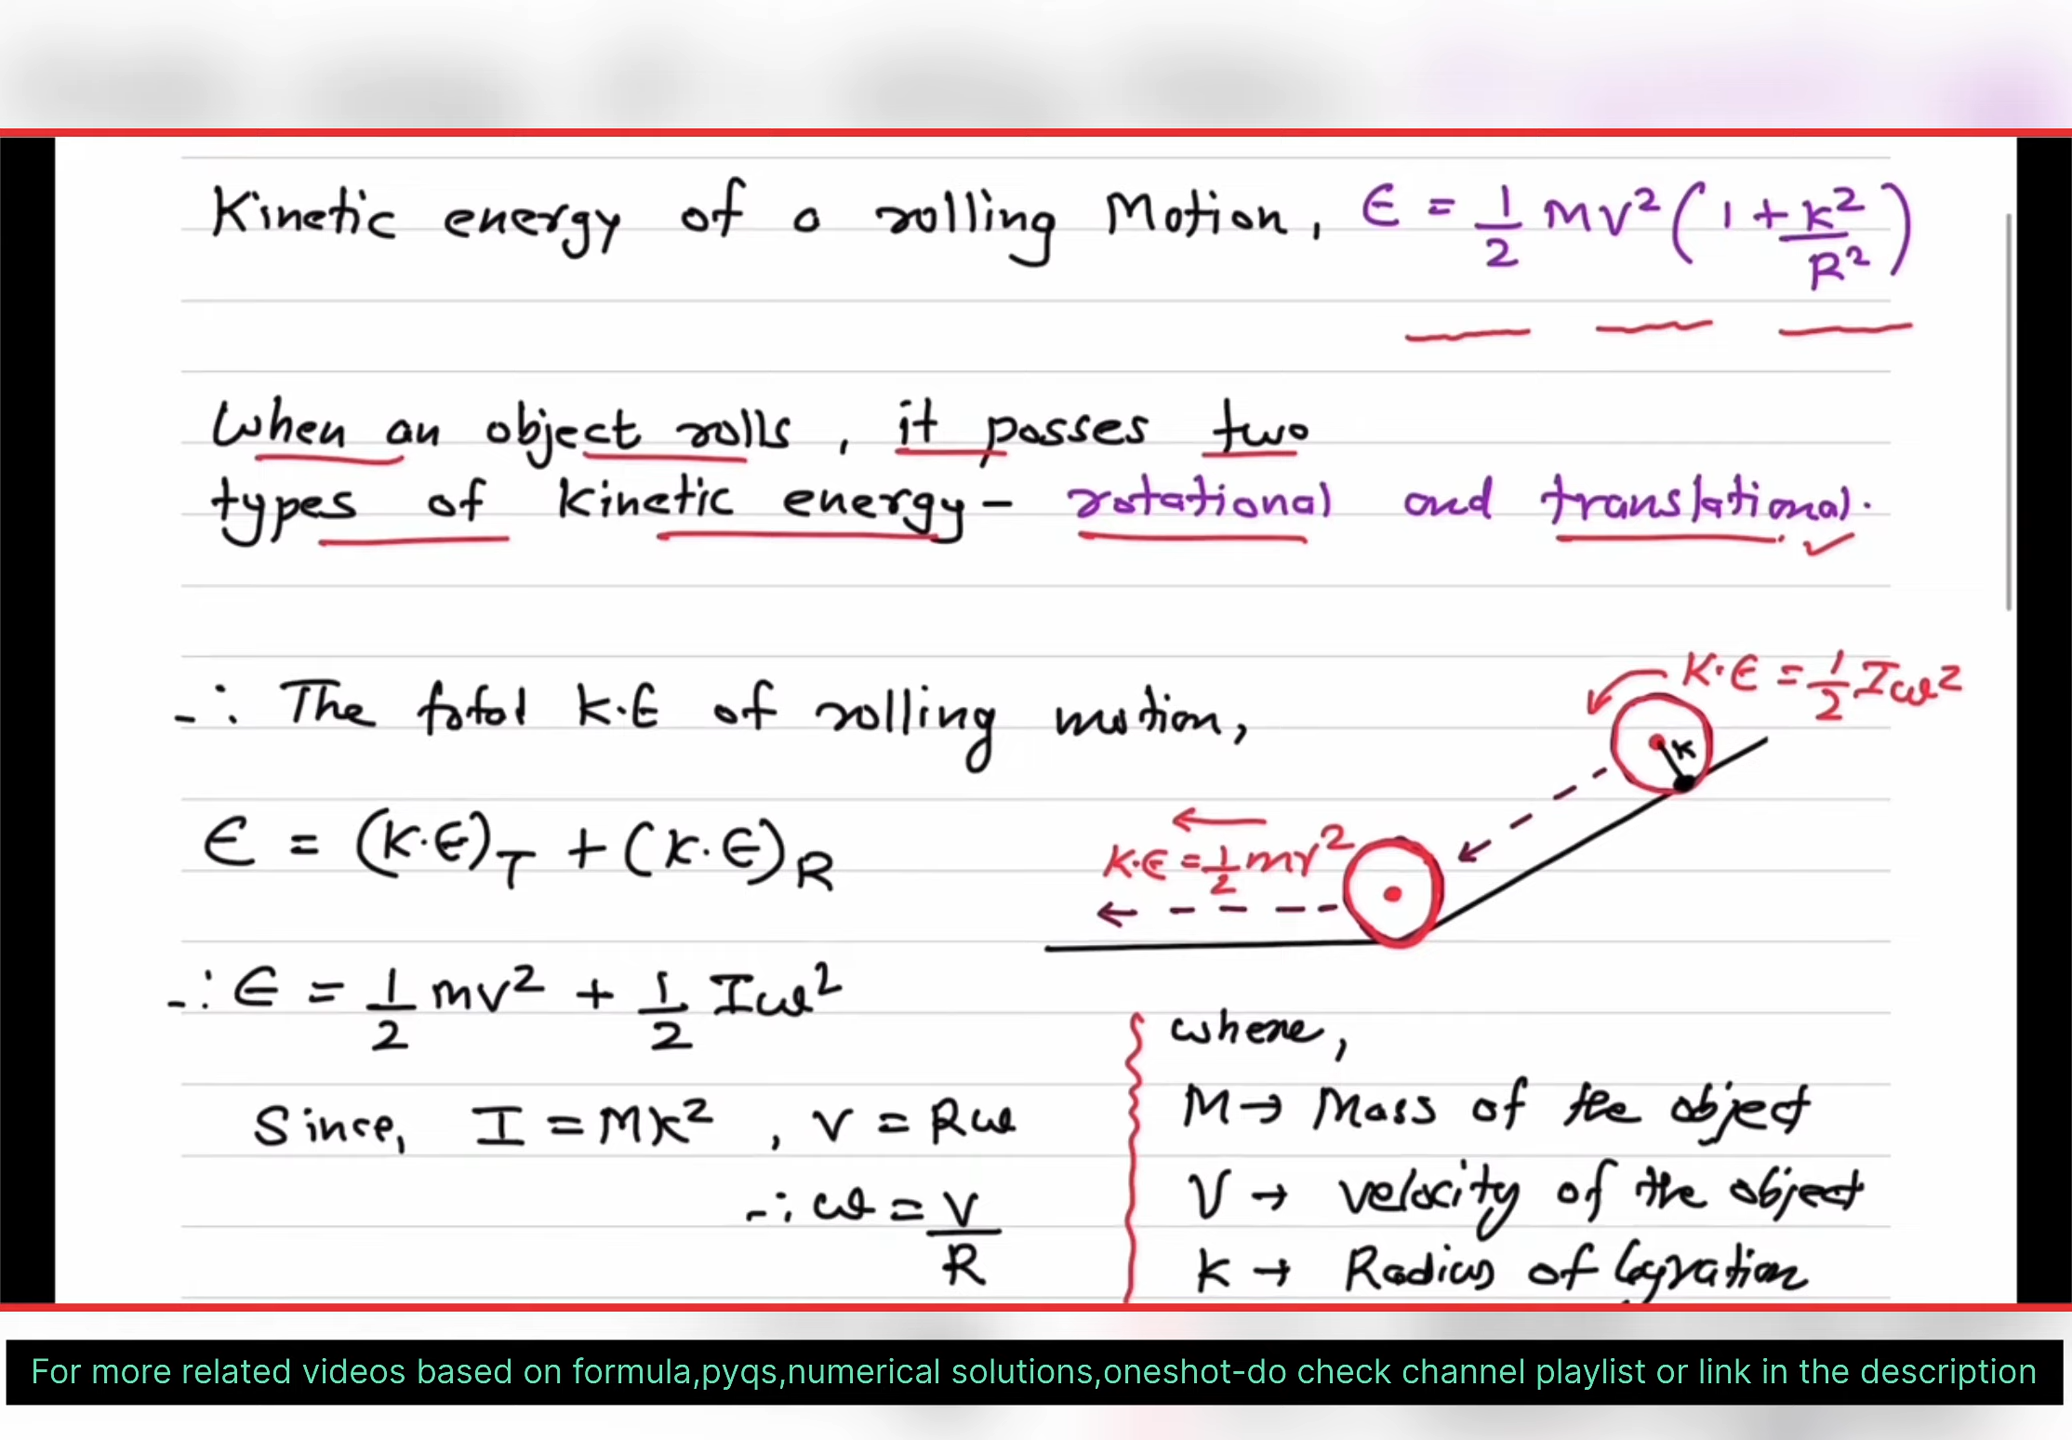 Kinetic energy of a rolling Motion, E = 1/2 mv² (1 + k²/R²)
When an object rolls, it posses two
types of kinetic energy - rotational and translational.
∴ The total K.E of rolling motion,
K.E = 1/2 Iω²
K
E = (K.E)T + (K.E)R
K.E = 1/2 mv²
∴ E = 1/2 mv² + 1/2 Iω²
where,
Since, I = MK², v = Rω
M → Mass of the object
∴ ω = v/R
V → velocity of the object
K → Radius of Gyration
For more related videos based on formula,pyqs,numerical solutions,oneshot-do check channel playlist or link in the description